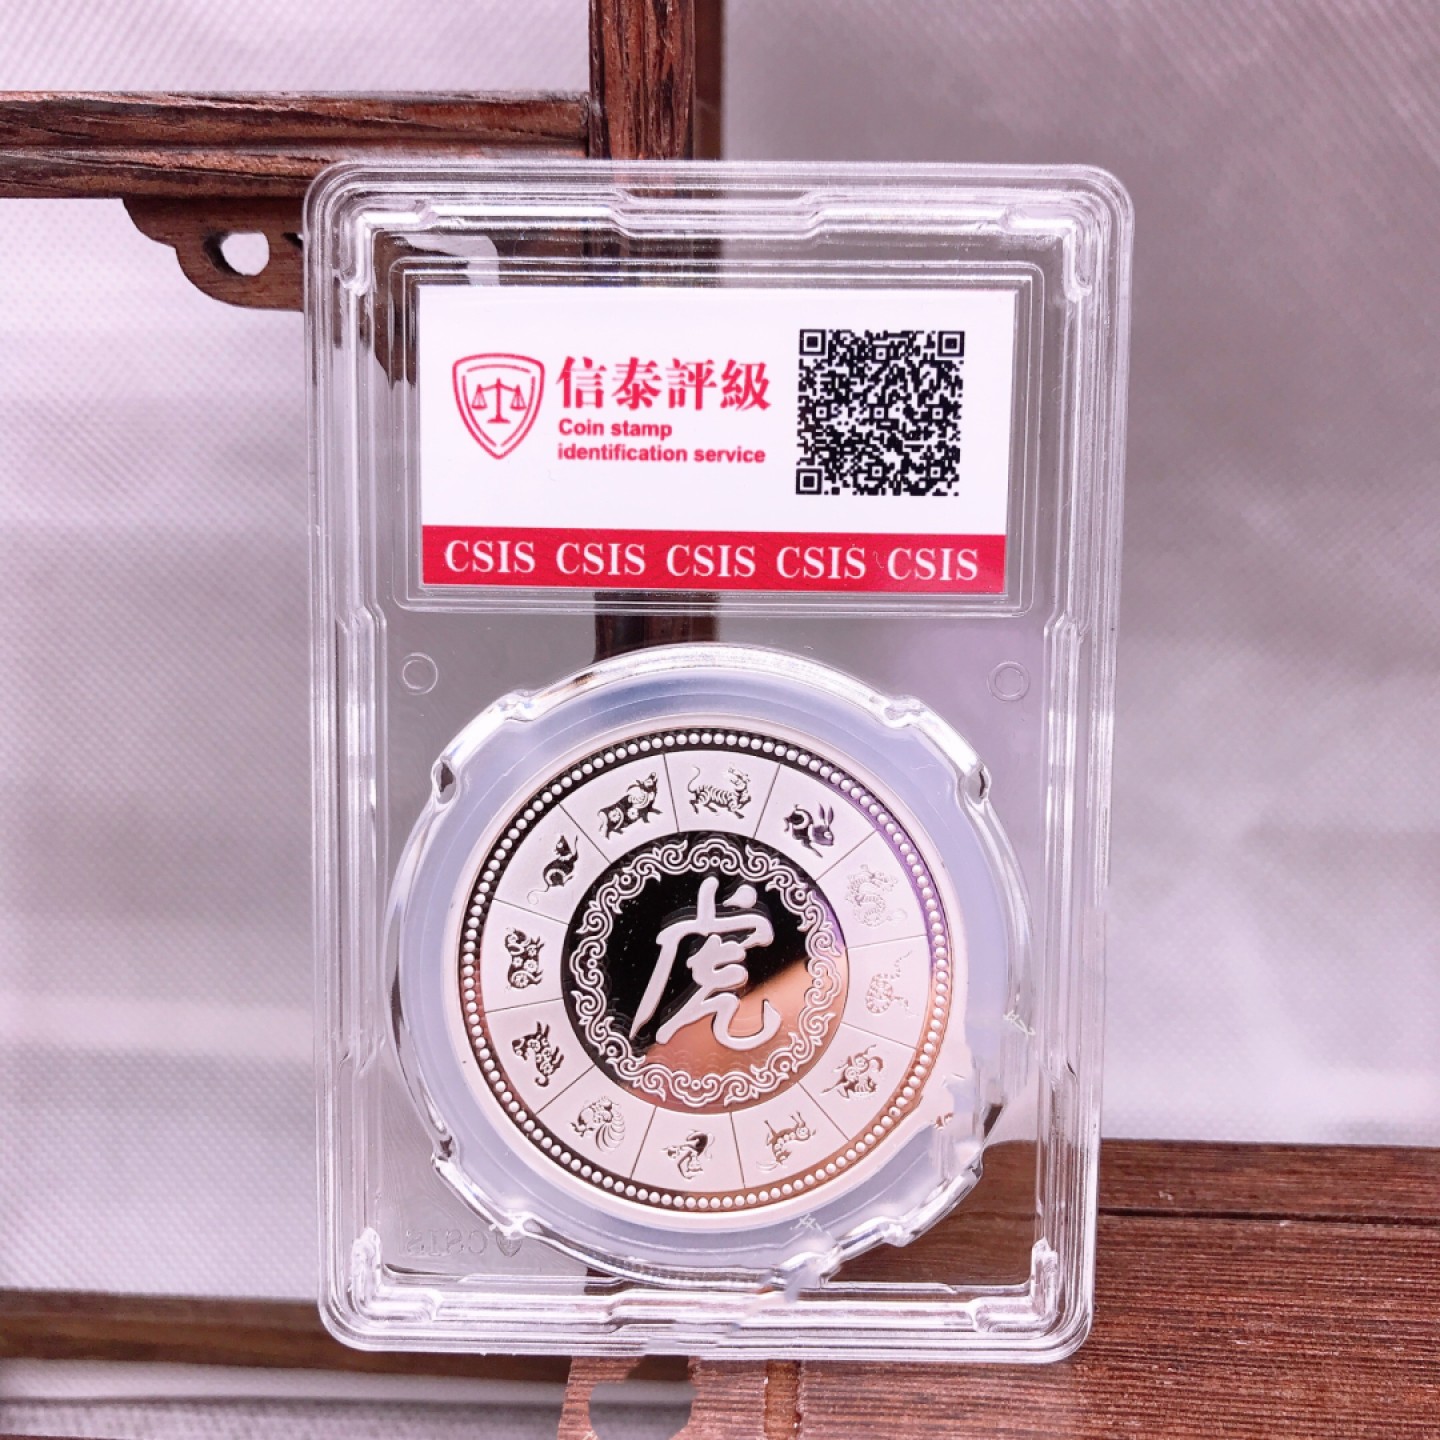 信泰評級
Coin stamp
identification service
CSIS CSIS CSIS CSIS CSIS
虎